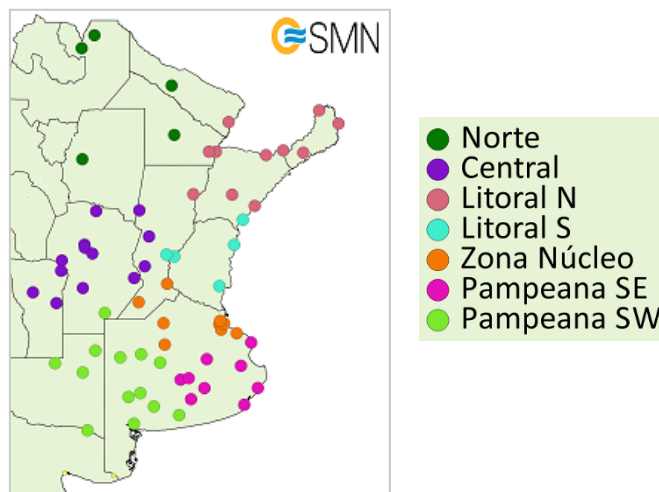 SMN
Norte
Central
Litoral N
Litoral S
Zona Núcleo
Pampeana SE
Pampeana SW